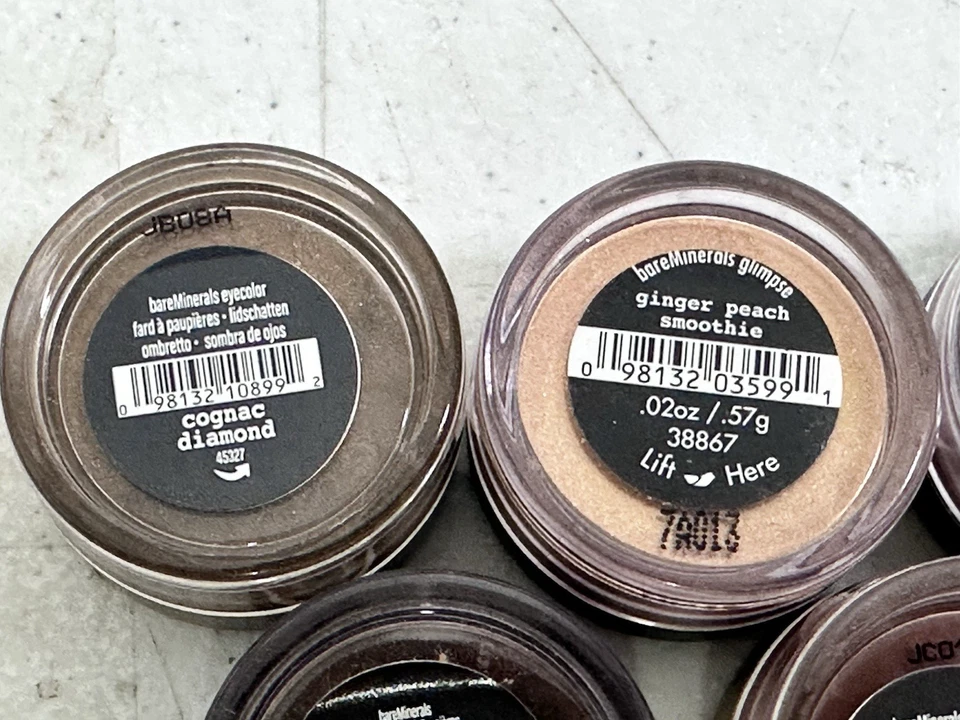 JB08A
bareMinerals eyecolor
fard à paupières • lidschatten
ombretto • sombra de ojos
0 98132 10899 2
cognac
diamond
45327
bareMinerals glimpse
ginger peach
smoothie
0 98132 03599 1
.02oz / .57g
38867
Lift Here
7A013
bareMinerals